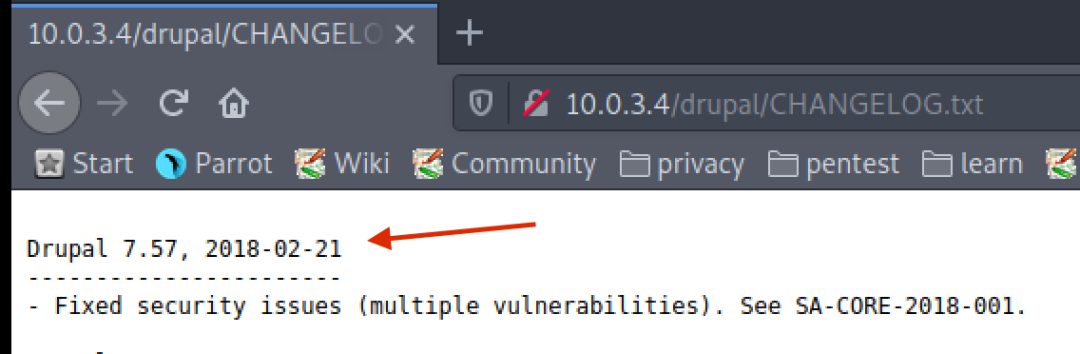 10.0.3.4/drupal/CHANGELO
10.0.3.4/drupal/CHANGELOG.txt
Start Parrot Wiki Community privacy pentest learn
Drupal 7.57, 2018-02-21
-----------------------
- Fixed security issues (multiple vulnerabilities). See SA-CORE-2018-001.